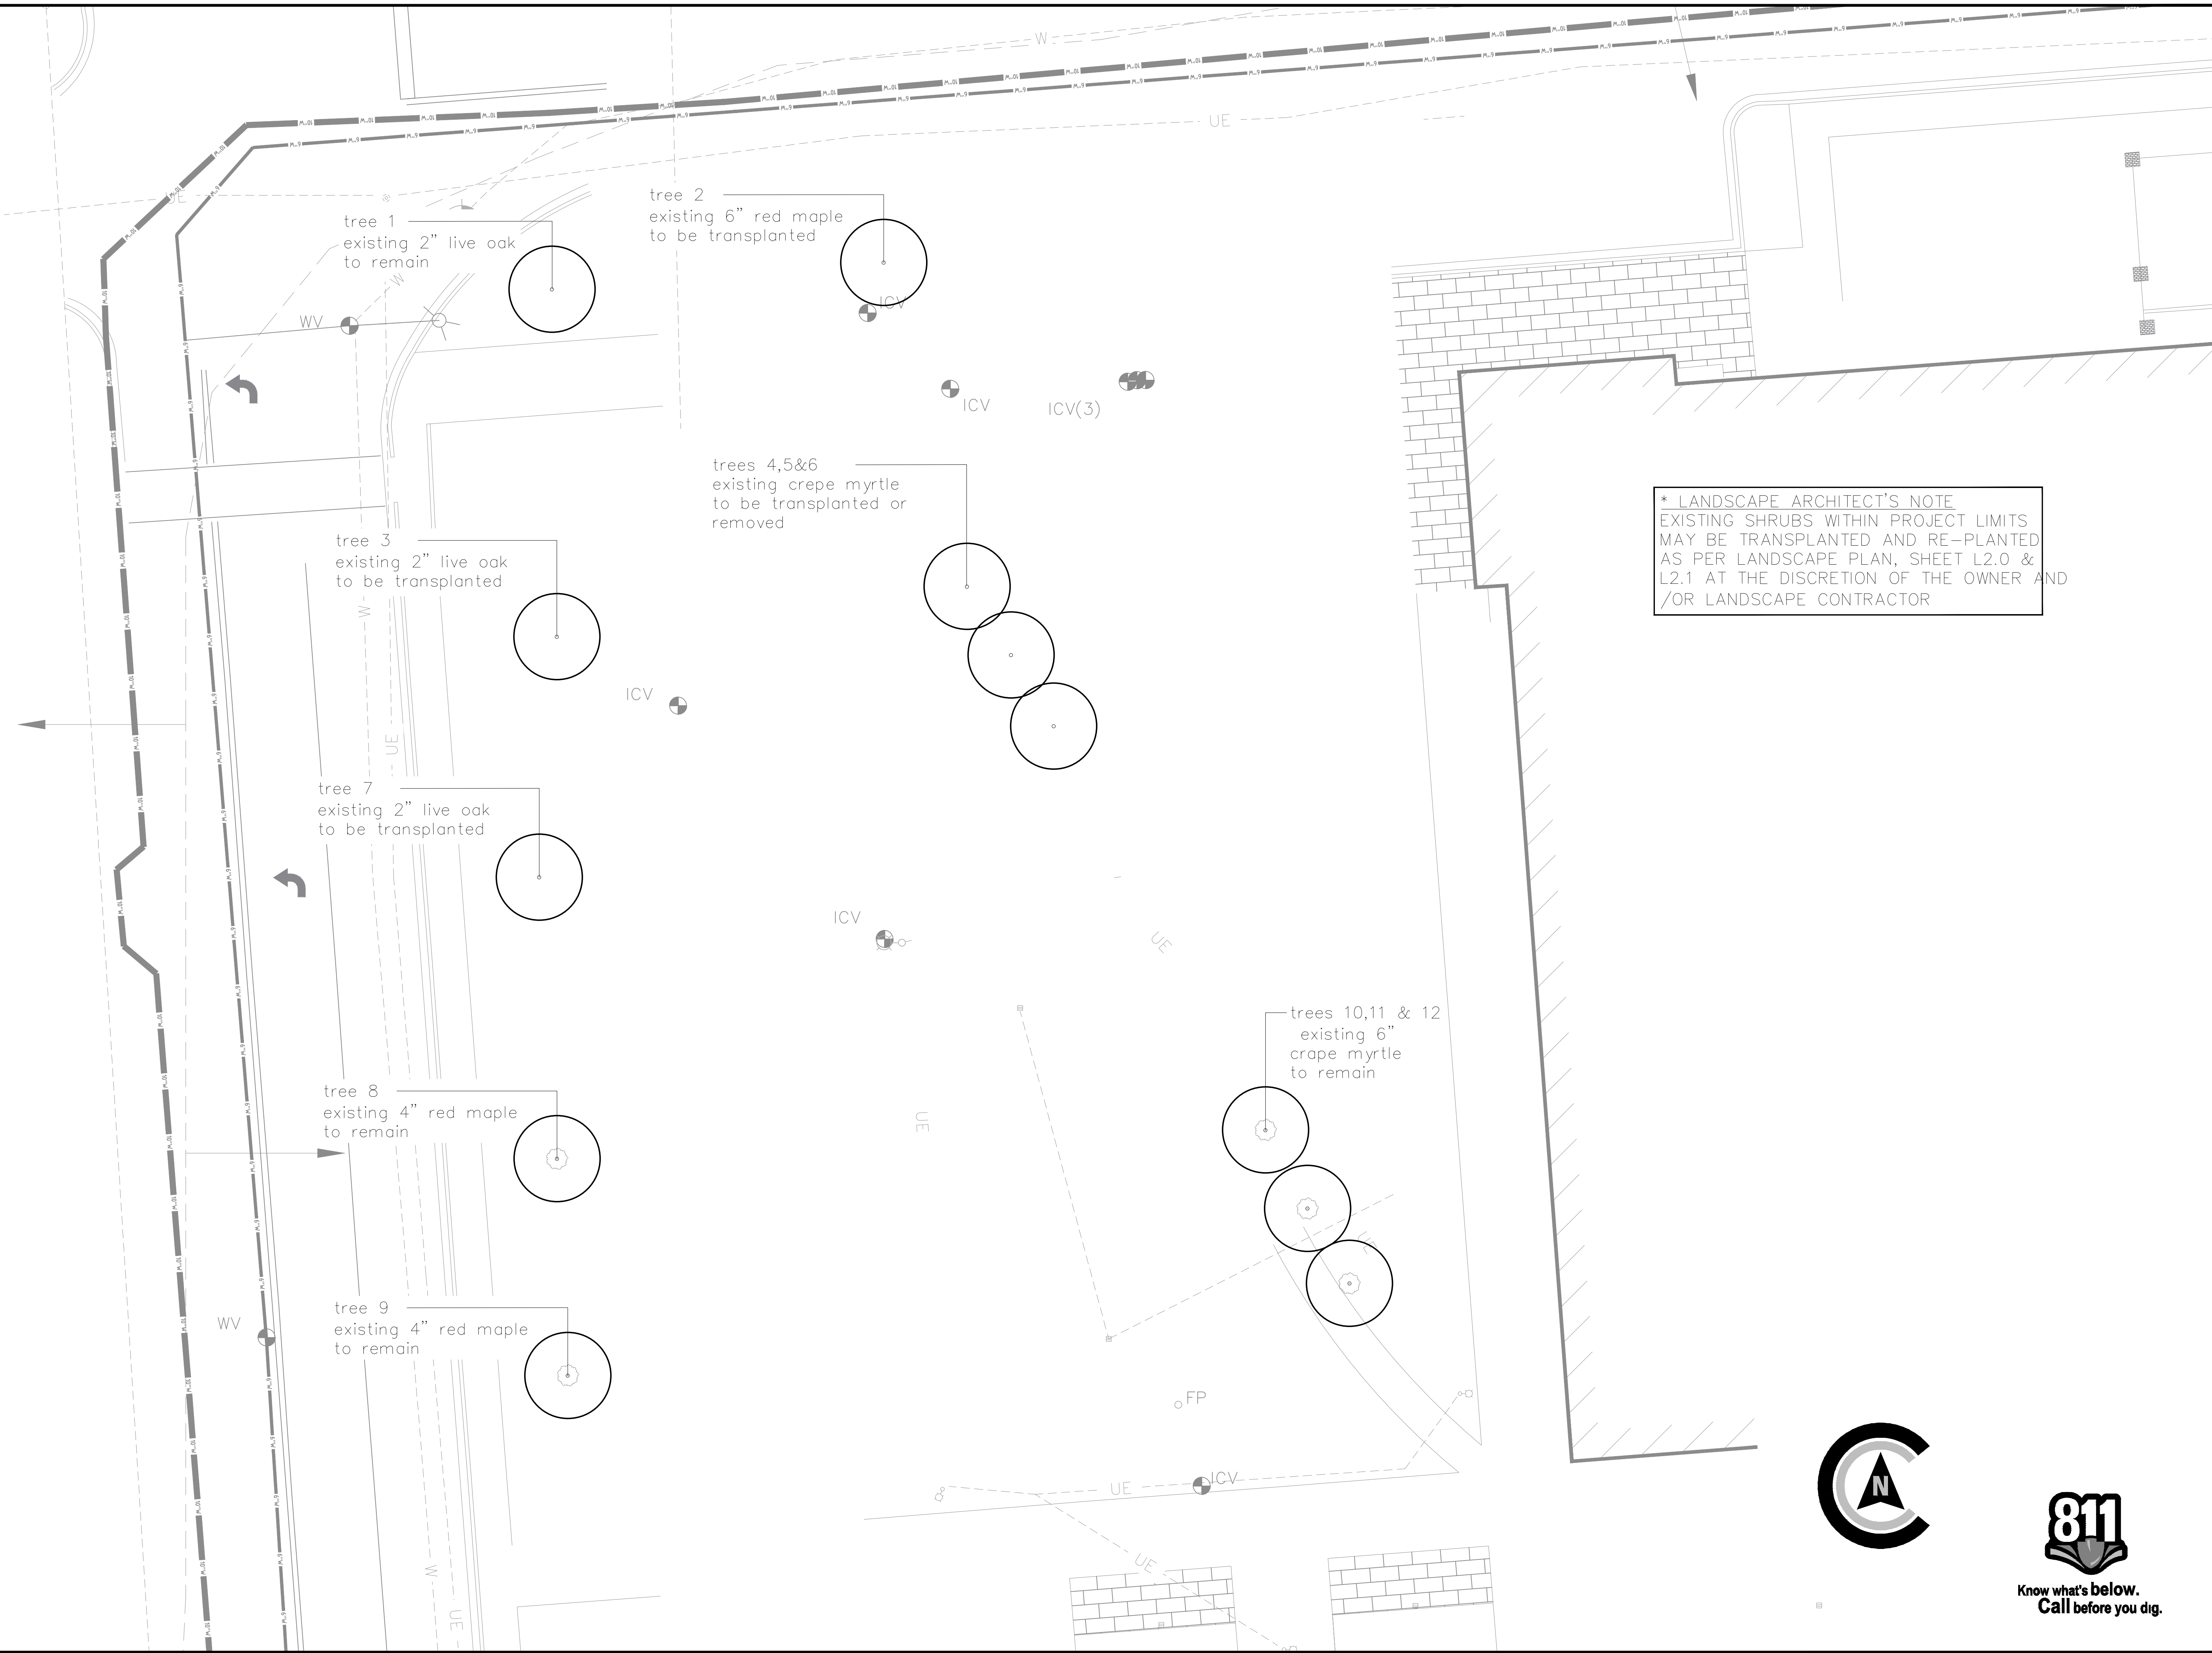 W
UE
UE
tree 1
existing 2" live oak
to remain
tree 2
existing 6" red maple
to be transplanted
W
WV
ICV
ICV
ICV(3)
trees 4,5&6
existing crepe myrtle
to be transplanted or
removed
* LANDSCAPE ARCHITECT'S NOTE
EXISTING SHRUBS WITHIN PROJECT LIMITS
MAY BE TRANSPLANTED AND RE-PLANTED
AS PER LANDSCAPE PLAN, SHEET L2.0 &
L2.1 AT THE DISCRETION OF THE OWNER AND
/OR LANDSCAPE CONTRACTOR
tree 3
existing 2" live oak
to be transplanted
W
ICV
UE
tree 7
existing 2" live oak
to be transplanted
ICV
UE
trees 10,11 & 12
existing 6"
crape myrtle
to remain
tree 8
existing 4" red maple
to remain
UE
UE
WV
tree 9
existing 4" red maple
to remain
FP
ICV
UE
UE
W
UE
N
811
Know what's below.
Call before you dig.